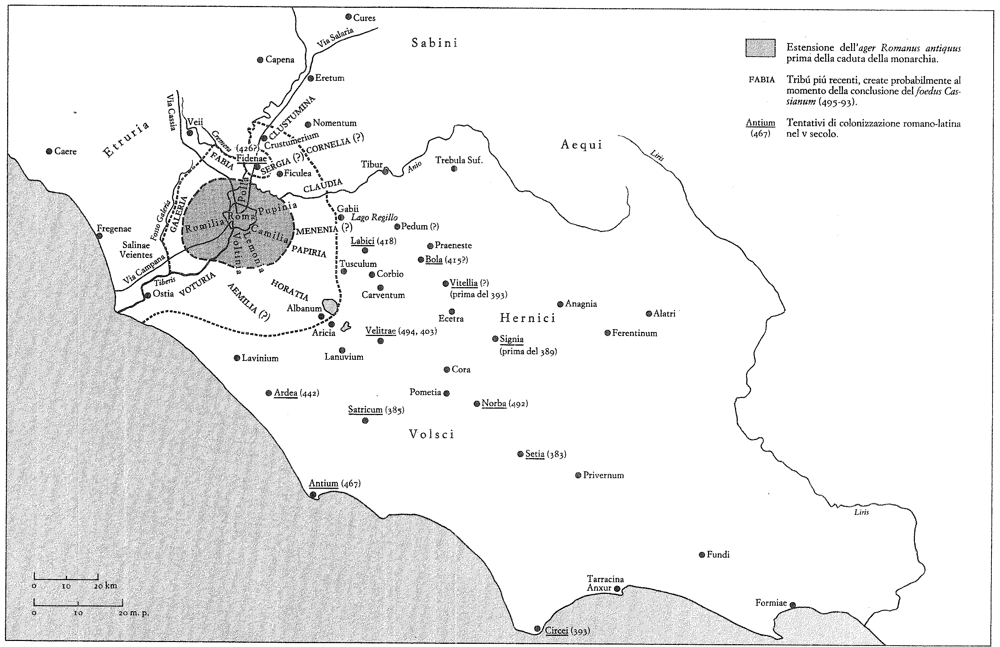 Cures
Via Salaria
Sabini
Capena
Eretum
Estensione dell'ager Romanus antiquus
prima della caduta della monarchia.
FABIA
Tribú piú recenti, create probabilmente al
momento della conclusione del foedus Cas-
sianum (495-93).
Antium
(467)
Tentativi di colonizzazione romano-latina
nel v secolo.
Via Cassia
Veii
Etruria
Caere
Cremera
CLUSTUMINA
Nomentum
Crustumerium
(426?)
Fidenae
FABIA
SERGIA (?)
CORNELIA (?)
Ficulea
CLAUDIA
Tibur
Anio
Trebula Suf.
Aequi
Liris
Polla
Pupinia
Roma
Romilia
Camilia
Voltinia
Lemonia
Fosso Galeria
GALERIA
Gabii
Lago Regillo
Pedum (?)
MENENIA (?)
Labici (418)
PAPIRIA
Praeneste
Bola (415?)
Fregenae
Salinae
Veientes
Via Campana
Tiberis
Ostia
VOTURIA
AEMILIA (?)
HORATIA
Tusculum
Corbio
Carventum
Vitellia (?)
(prima del 393)
Albanum
Aricia
Ecetra
Hernici
Anagnia
Alatri
Velitrae (494, 403)
Signia
(prima del 389)
Ferentinum
Lavinium
Lanuvium
Cora
Ardea (442)
Pometia
Satricum (385)
Norba (492)
Volsci
Setia (383)
Privernum
Antium (467)
Liris
Fundi
Tarracina
Anxur
Formiae
Circei (393)
0 10 20 km
0 10 20 m. p.